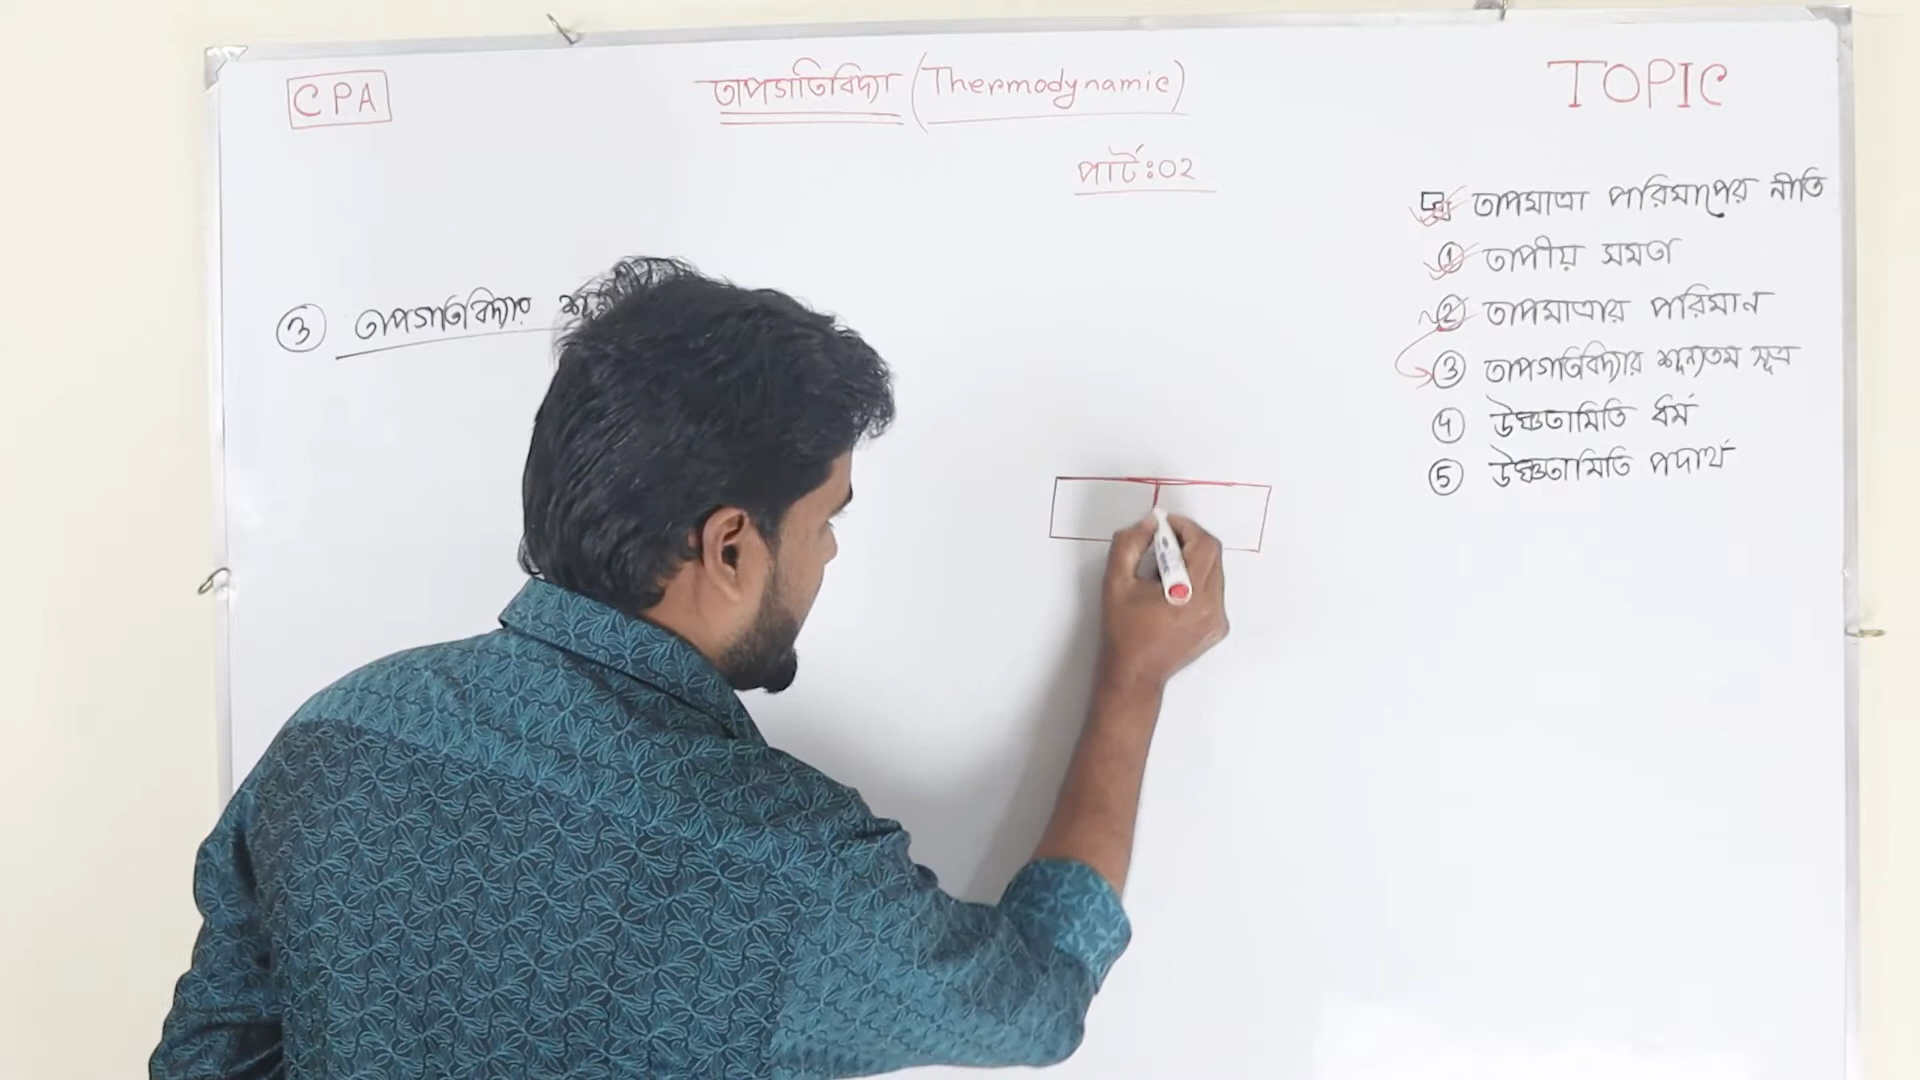 CPA
তাপগতিবিদ্যা (Thermodynamic)
পার্ট:০২
③ তাপগতিবিদ্যার
TOPIC
তাপমাত্রা পরিমাপের নীতি
① তাপীয় সমতা
② তাপমাত্রার পরিমান
③ তাপগতিবিদ্যার শূন্যতম সূত্র
④ উষ্ণতামিতি ধর্ম
⑤ উষ্ণতামিতি পদার্থ